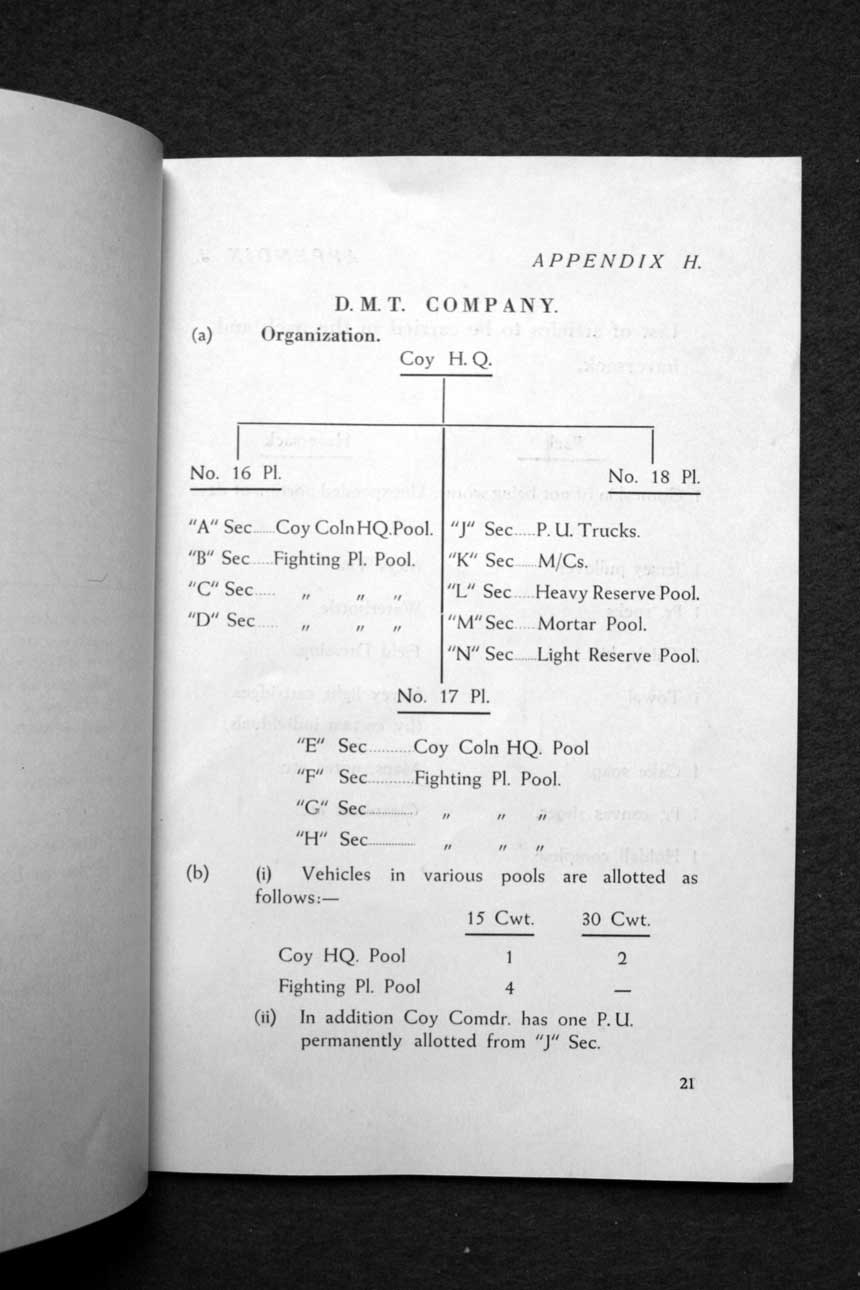 APPENDIX H.
D. M. T. COMPANY.
(a) Organization.
Coy H. Q.
No. 16 Pl. No. 18 Pl.
"A" Sec......Coy Coln HQ. Pool. "J" Sec.....P. U. Trucks.
"B" Sec.....Fighting Pl. Pool. "K" Sec......M/Cs.
"C" Sec..... " " " "L" Sec.....Heavy Reserve Pool.
"D" Sec..... " " " "M" Sec.....Mortar Pool.
"N" Sec......Light Reserve Pool.
No. 17 Pl.
"E" Sec...........Coy Coln HQ. Pool
"F" Sec............Fighting Pl. Pool.
"G" Sec............ " " "
"H" Sec............ " " "
(b) (i) Vehicles in various pools are allotted as
follows:—
15 Cwt. 30 Cwt.
Coy HQ. Pool 1 2
Fighting Pl. Pool 4 —
(ii) In addition Coy Comdr. has one P. U.
permanently allotted from "J" Sec.
21